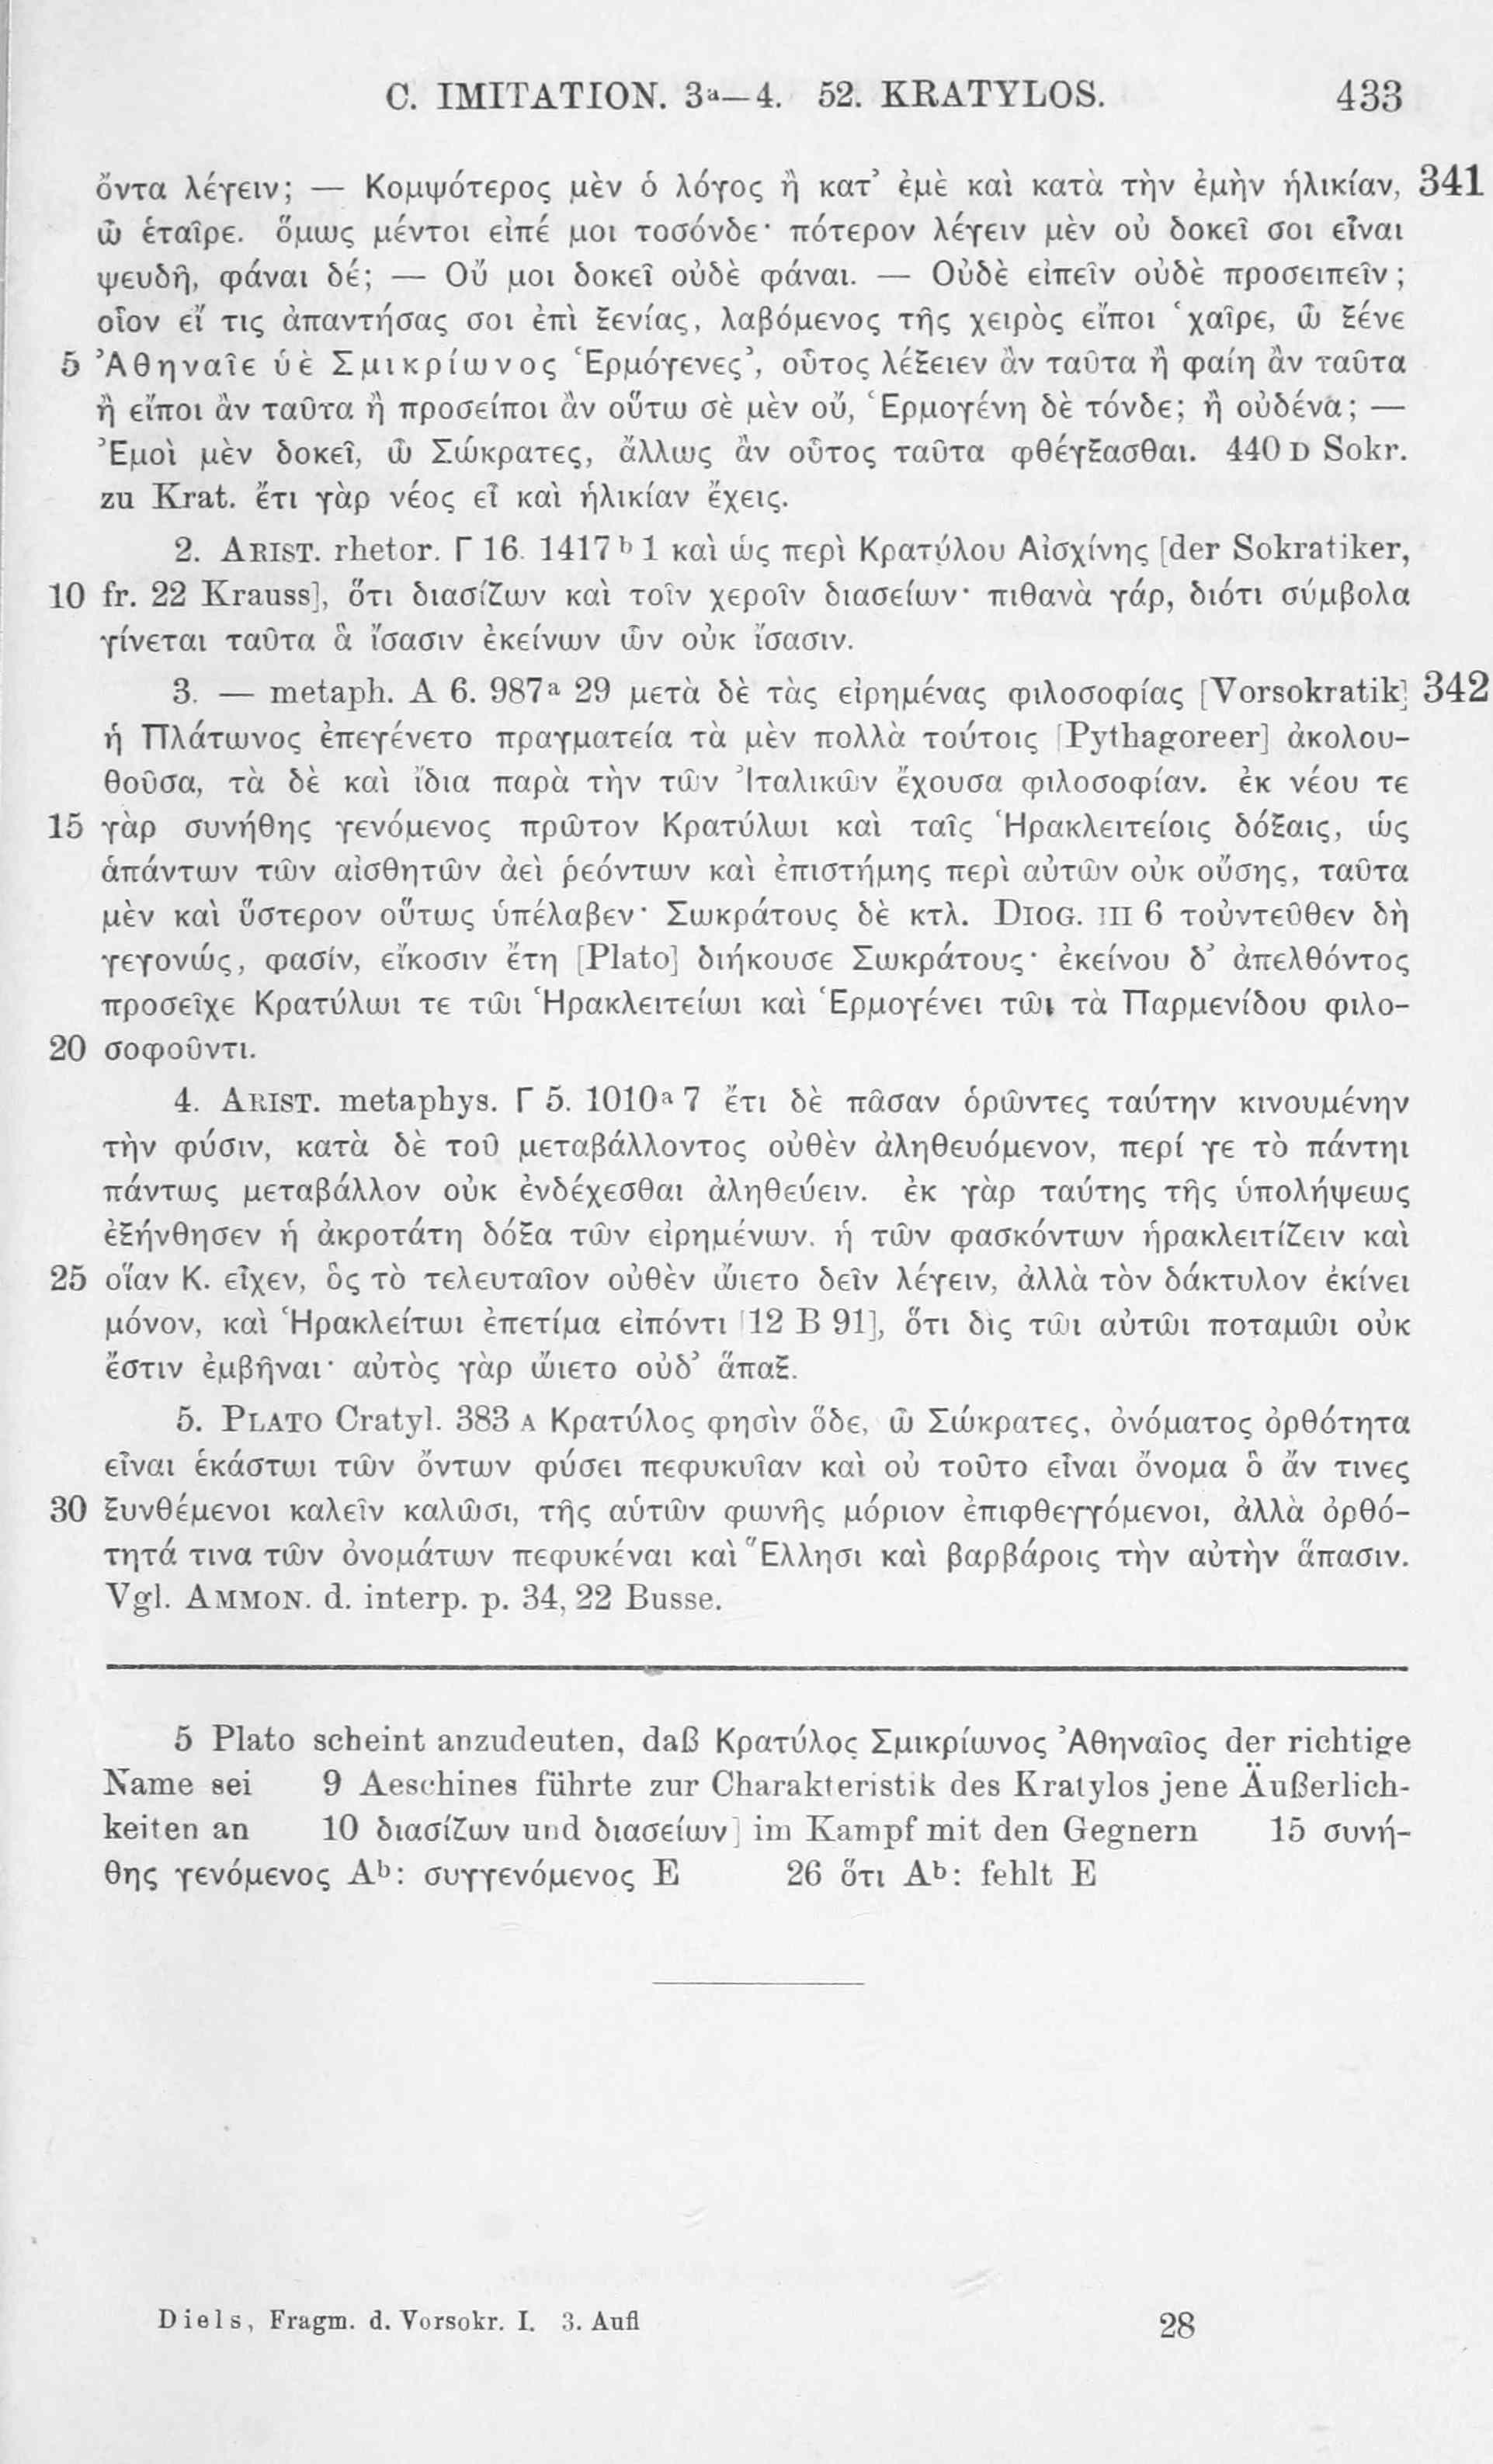 C. IMITATION. 3a—4. 52. KRATYLOS. 433
ὄντα λέγειν; — Κομψότερος μὲν ὁ λόγος ἢ κατ᾽ ἐμὲ καὶ κατὰ τὴν ἐμὴν ἡλικίαν, 341
ὦ ἑταῖρε. ὅμως μέντοι εἰπέ μοι τοσόνδε· πότερον λέγειν μὲν οὐ δοκεῖ σοι εἶναι
ψευδῆ, φάναι δέ; — Οὔ μοι δοκεῖ οὐδὲ φάναι. — Οὐδὲ εἰπεῖν οὐδὲ προσειπεῖν;
οἷον εἴ τις ἀπαντήσας σοι ἐπὶ ξενίας, λαβόμενος τῆς χειρὸς εἴποι ‘χαῖρε, ὦ ξένε
5 Ἀθηναῖε ὑὲ Σμικρίωνος Ἑρμόγενες’, οὗτος λέξειεν ἂν ταῦτα ἢ φαίη ἂν ταῦτα
ἢ εἴποι ἂν ταῦτα ἢ προσείποι ἂν οὕτω σὲ μὲν οὔ, Ἑρμογένη δὲ τόνδε; ἢ οὐδένα; —
Ἐμοὶ μὲν δοκεῖ, ὦ Σώκρατες, ἄλλως ἂν οὗτος ταῦτα φθέγξασθαι. 440 D Sokr.
zu Krat. ἔτι γὰρ νέος εἶ καὶ ἡλικίαν ἔχεις.
2. ARIST. rhetor. Γ 16. 1417b 1 καὶ ὡς περὶ Κρατύλου Αἰσχίνης [der Sokratiker,
10 fr. 22 Krauss], ὅτι διασίζων καὶ τοῖν χεροῖν διασείων· πιθανὰ γάρ, διότι σύμβολα
γίνεται ταῦτα ἃ ἴσασιν ἐκείνων ὧν οὐκ ἴσασιν.
3. — metaph. A 6. 987a 29 μετὰ δὲ τὰς εἰρημένας φιλοσοφίας [Vorsokratik] 342
ἡ Πλάτωνος ἐπεγένετο πραγματεία τὰ μὲν πολλὰ τούτοις [Pythagoreer] ἀκολου-
θοῦσα, τὰ δὲ καὶ ἴδια παρὰ τὴν τῶν Ἰταλικῶν ἔχουσα φιλοσοφίαν. ἐκ νέου τε
15 γὰρ συνήθης γενόμενος πρῶτον Κρατύλωι καὶ ταῖς Ἡρακλειτείοις δόξαις, ὡς
ἁπάντων τῶν αἰσθητῶν ἀεὶ ῥεόντων καὶ ἐπιστήμης περὶ αὐτῶν οὐκ οὔσης, ταῦτα
μὲν καὶ ὕστερον οὕτως ὑπέλαβεν· Σωκράτους δὲ κτλ. DIOG. III 6 τοὐντεῦθεν δὴ
γεγονώς, φασίν, εἴκοσιν ἔτη [Plato] διήκουσε Σωκράτους· ἐκείνου δ᾽ ἀπελθόντος
προσεῖχε Κρατύλωι τε τῶι Ἡρακλειτείωι καὶ Ἑρμογένει τῶι τὰ Παρμενίδου φιλο-
20 σοφοῦντι.
4. ARIST. metaphys. Γ 5. 1010a 7 ἔτι δὲ πᾶσαν ὁρῶντες ταύτην κινουμένην
τὴν φύσιν, κατὰ δὲ τοῦ μεταβάλλοντος οὐθὲν ἀληθευόμενον, περί γε τὸ πάντηι
πάντως μεταβάλλον οὐκ ἐνδέχεσθαι ἀληθεύειν. ἐκ γὰρ ταύτης τῆς ὑπολήψεως
ἐξήνθησεν ἡ ἀκροτάτη δόξα τῶν εἰρημένων. ἡ τῶν φασκόντων ἡρακλειτίζειν καὶ
25 οἵαν Κ. εἶχεν, ὃς τὸ τελευταῖον οὐθὲν ὤιετο δεῖν λέγειν, ἀλλὰ τὸν δάκτυλον ἐκίνει
μόνον, καὶ Ἡρακλείτωι ἐπετίμα εἰπόντι [12 B 91], ὅτι δὶς τῶι αὐτῶι ποταμῶι οὐκ
ἔστιν ἐμβῆναι· αὐτὸς γὰρ ὤιετο οὐδ᾽ ἅπαξ.
5. PLATO Cratyl. 383 A Κρατύλος φησὶν ὅδε, ὦ Σώκρατες, ὀνόματος ὀρθότητα
εἶναι ἑκάστωι τῶν ὄντων φύσει πεφυκυῖαν καὶ οὐ τοῦτο εἶναι ὄνομα ὃ ἄν τινες
30 ξυνθέμενοι καλεῖν καλῶσι, τῆς αὑτῶν φωνῆς μόριον ἐπιφθεγγόμενοι, ἀλλὰ ὀρθό-
τητά τινα τῶν ὀνομάτων πεφυκέναι καὶ Ἕλλησι καὶ βαρβάροις τὴν αὐτὴν ἅπασιν.
Vgl. AMMON. d. interp. p. 34, 22 Busse.
5 Plato scheint anzudeuten, daß Κρατύλος Σμικρίωνος Ἀθηναῖος der richtige
Name sei 9 Aeschines führte zur Charakteristik des Kratylos jene Äußerlich-
keiten an 10 διασίζων und διασείων] im Kampf mit den Gegnern 15 συνή-
θης γενόμενος Ab: συγγενόμενος E 26 ὅτι Ab: fehlt E
Diels, Fragm. d. Vorsokr. I. 3. Aufl 28